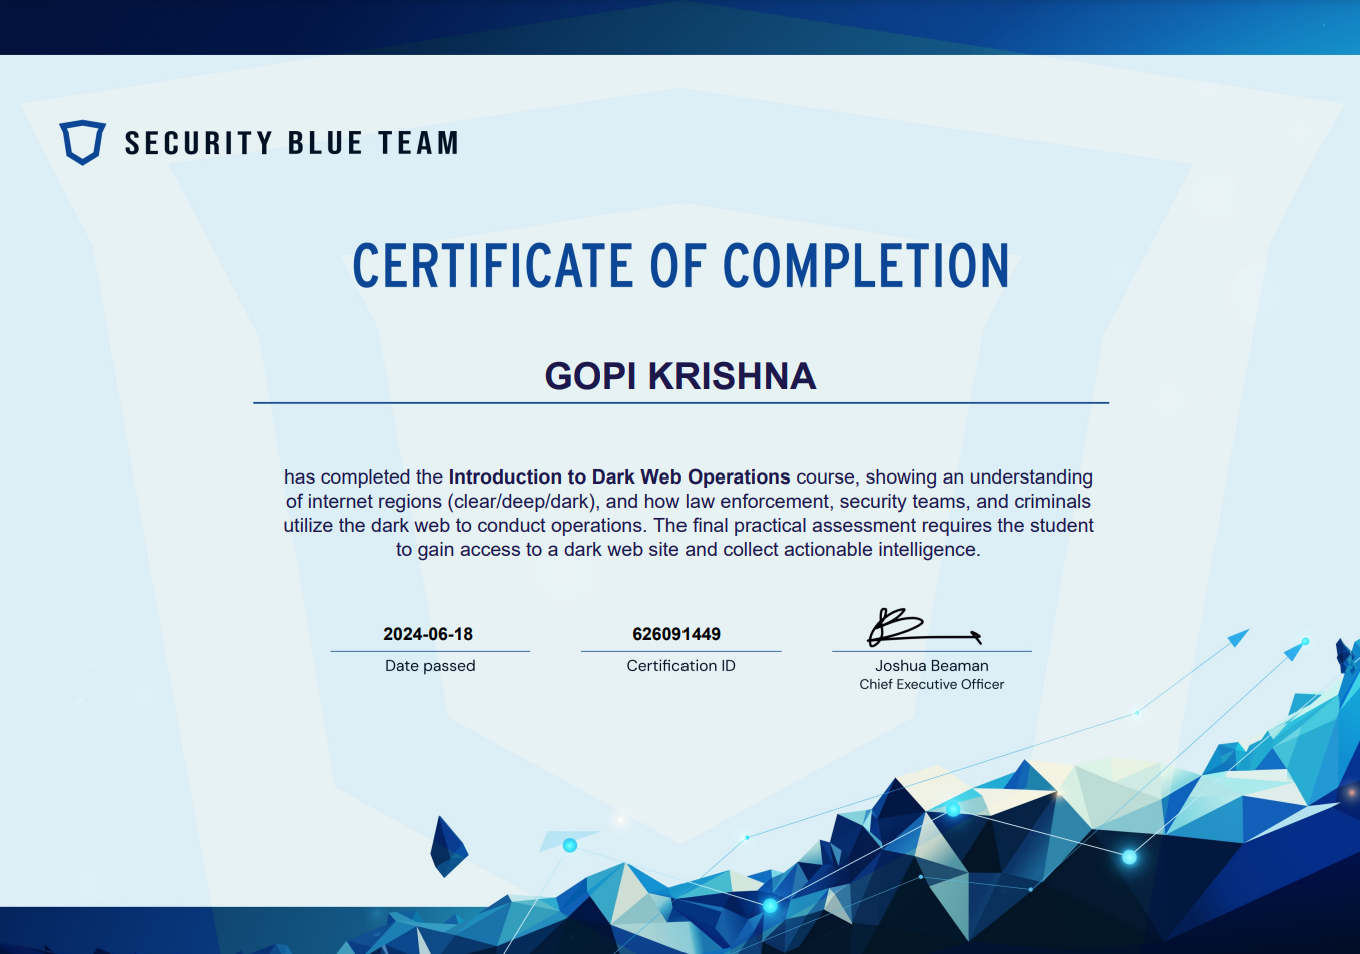 SECURITY BLUE TEAM
CERTIFICATE OF COMPLETION
GOPI KRISHNA
has completed the Introduction to Dark Web Operations course, showing an understanding
of internet regions (clear/deep/dark), and how law enforcement, security teams, and criminals
utilize the dark web to conduct operations. The final practical assessment requires the student
to gain access to a dark web site and collect actionable intelligence.
2024-06-18
Date passed
626091449
Certification ID
Joshua Beaman
Chief Executive Officer